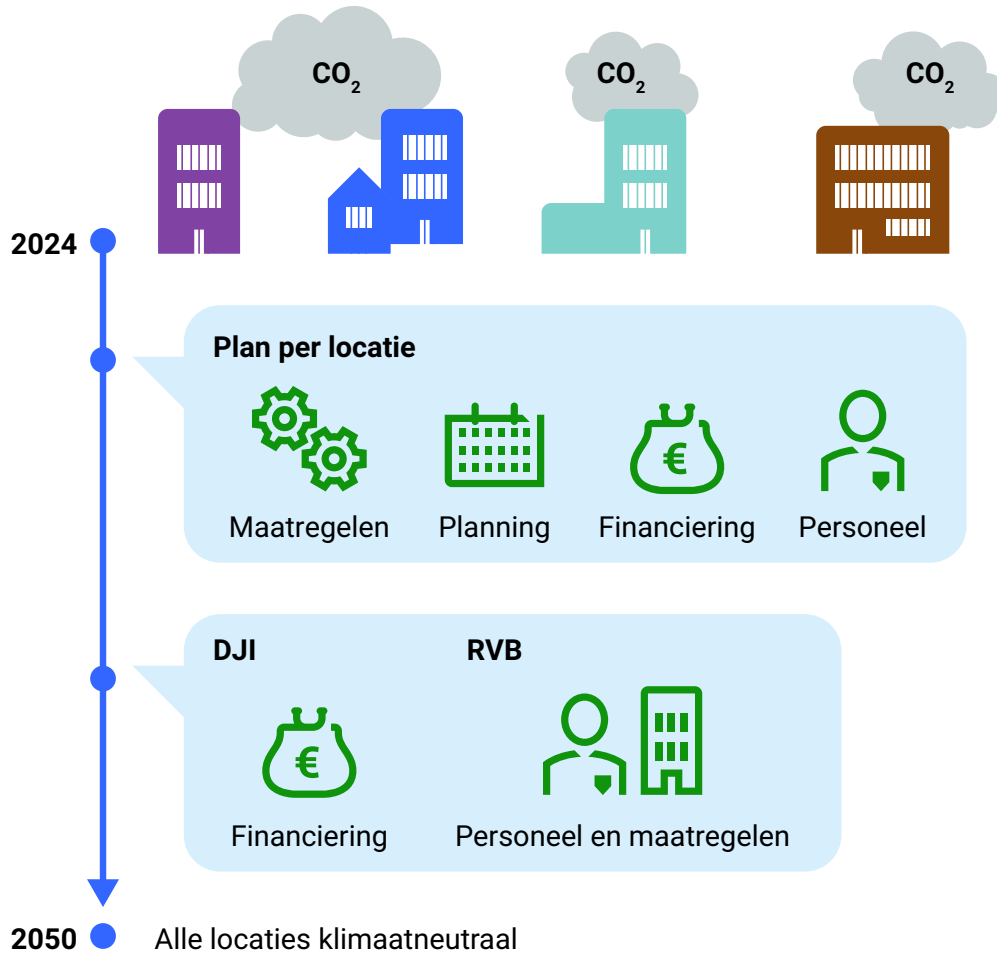 CO₂
CO₂
CO₂
2024
Plan per locatie
€
Maatregelen
Planning
Financiering
Personeel
DJI
RVB
€
Financiering
Personeel en maatregelen
2050
Alle locaties klimaatneutraal